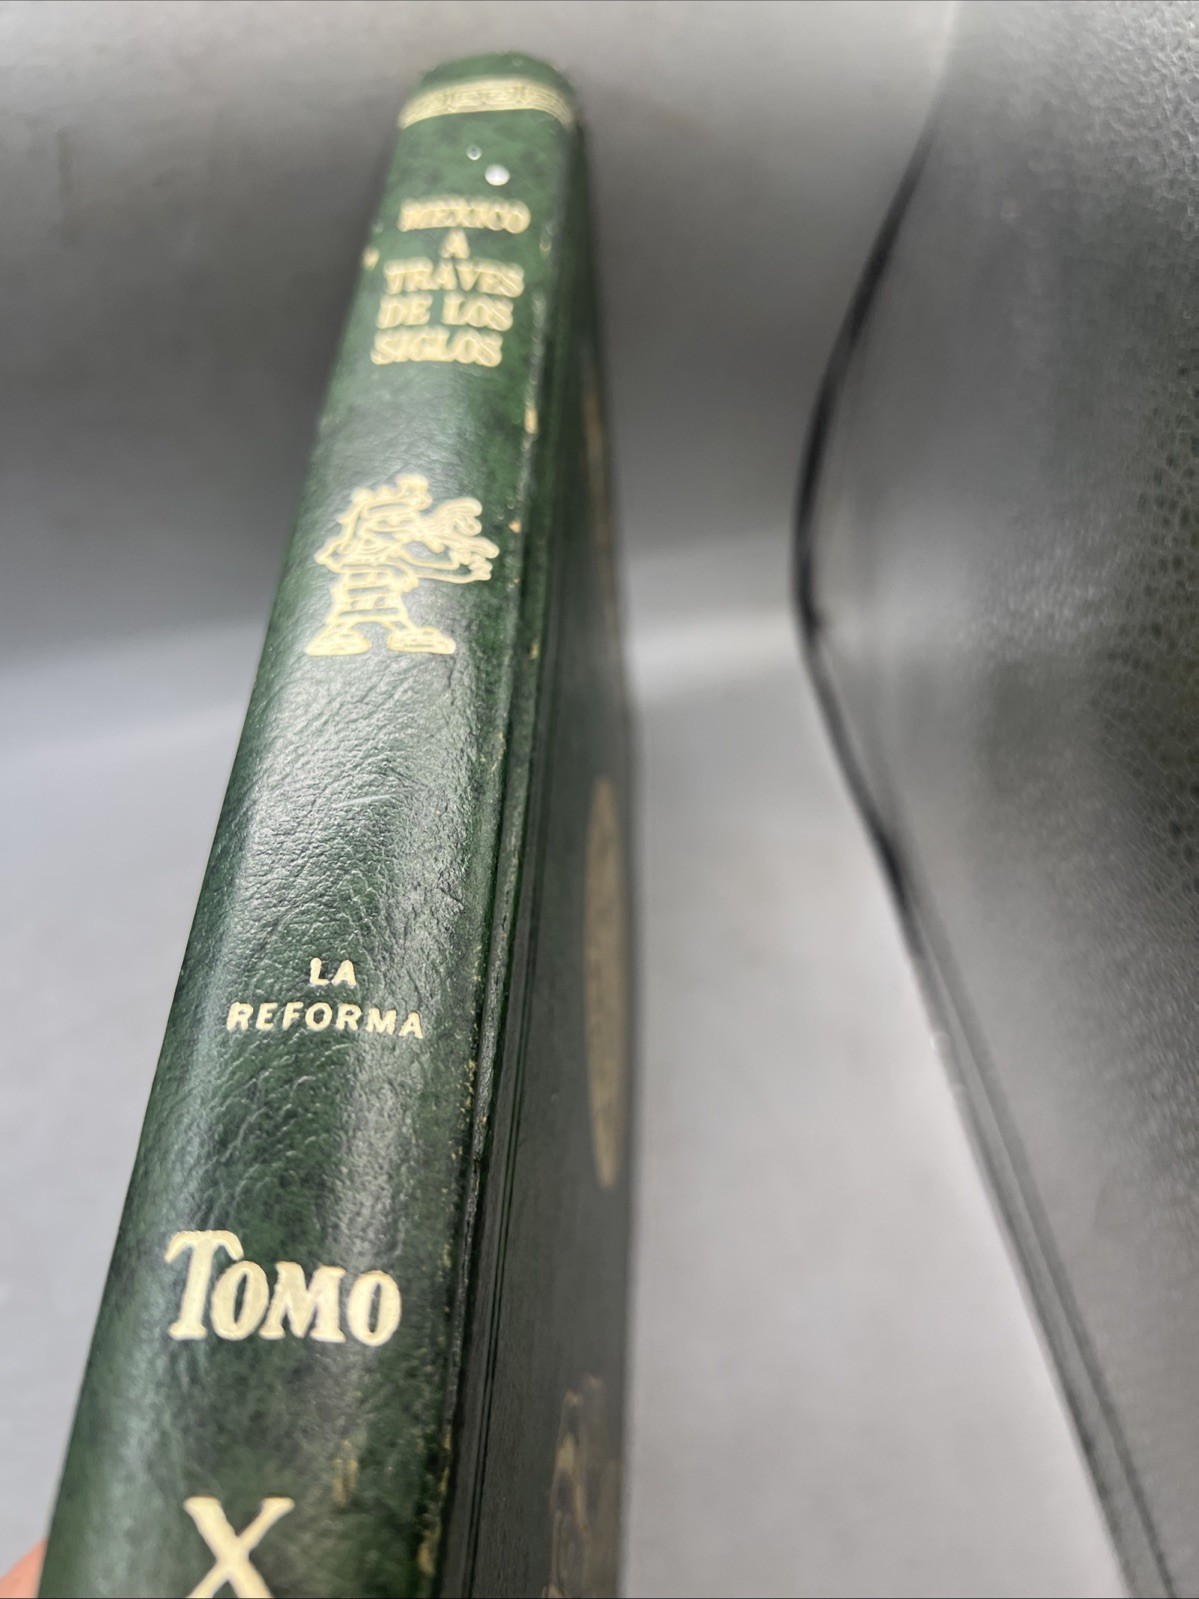 MEXICO
A
TRAVES
DE LOS
SIGLOS
LA
REFORMA
TOMO
X